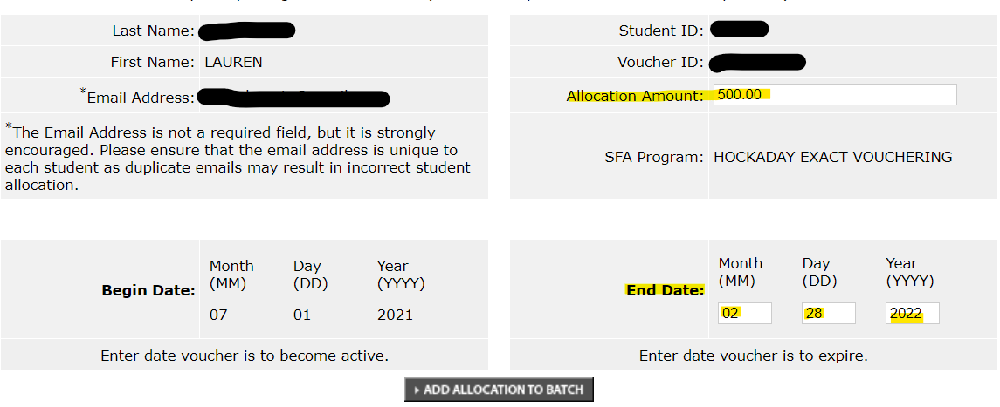 Last Name:
Student ID:
First Name: LAUREN
Voucher ID:
*Email Address:
Allocation Amount: 500.00
*The Email Address is not a required field, but it is strongly
encouraged. Please ensure that the email address is unique to
each student as duplicate emails may result in incorrect student
allocation.
SFA Program: HOCKADAY EXACT VOUCHERING
Begin Date:
Month (MM) Day (DD) Year (YYYY)
07 01 2021
Enter date voucher is to become active.
End Date:
Month (MM) Day (DD) Year (YYYY)
02 28 2022
Enter date voucher is to expire.
ADD ALLOCATION TO BATCH